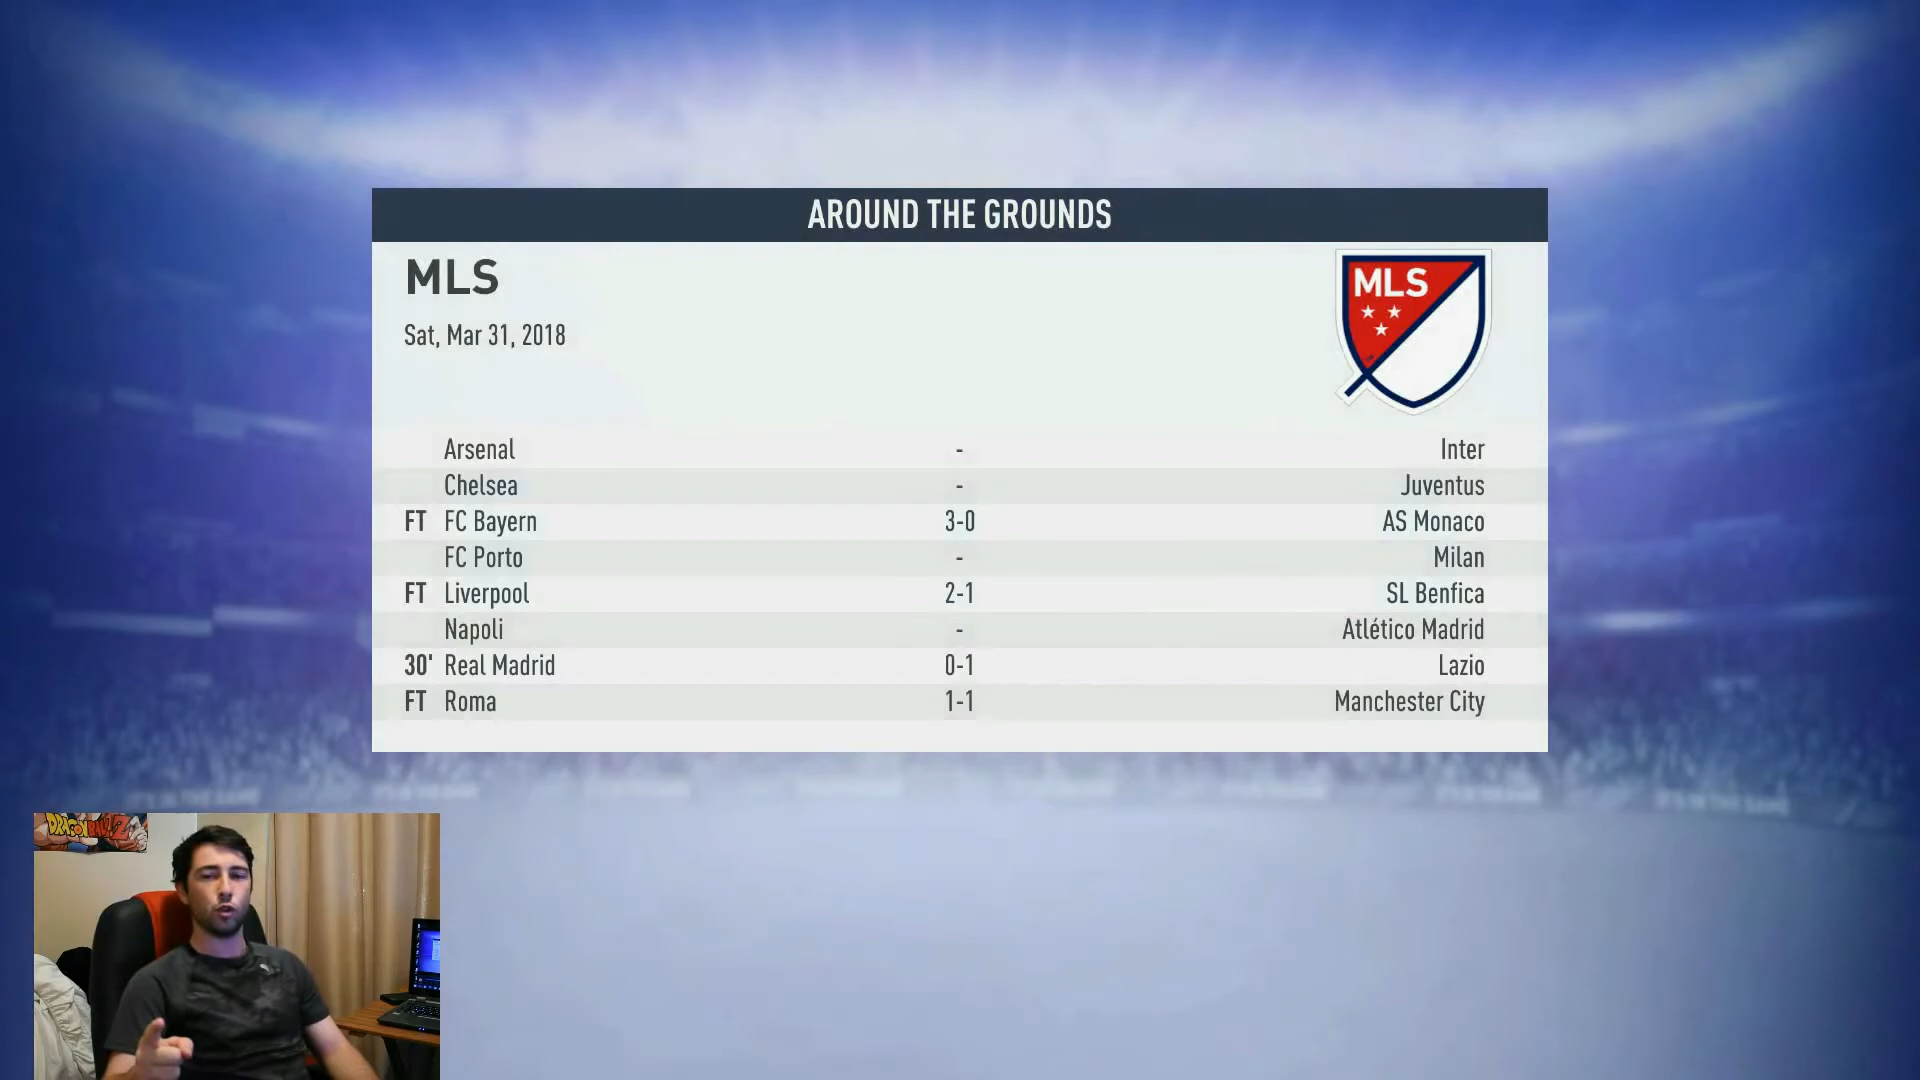 AROUND THE GROUNDS
MLS
MLS
Sat, Mar 31, 2018
Arsenal - Inter
Chelsea - Juventus
FT FC Bayern 3-0 AS Monaco
FC Porto - Milan
FT Liverpool 2-1 SL Benfica
Napoli - Atlético Madrid
30' Real Madrid 0-1 Lazio
FT Roma 1-1 Manchester City
DRAGONBALL Z